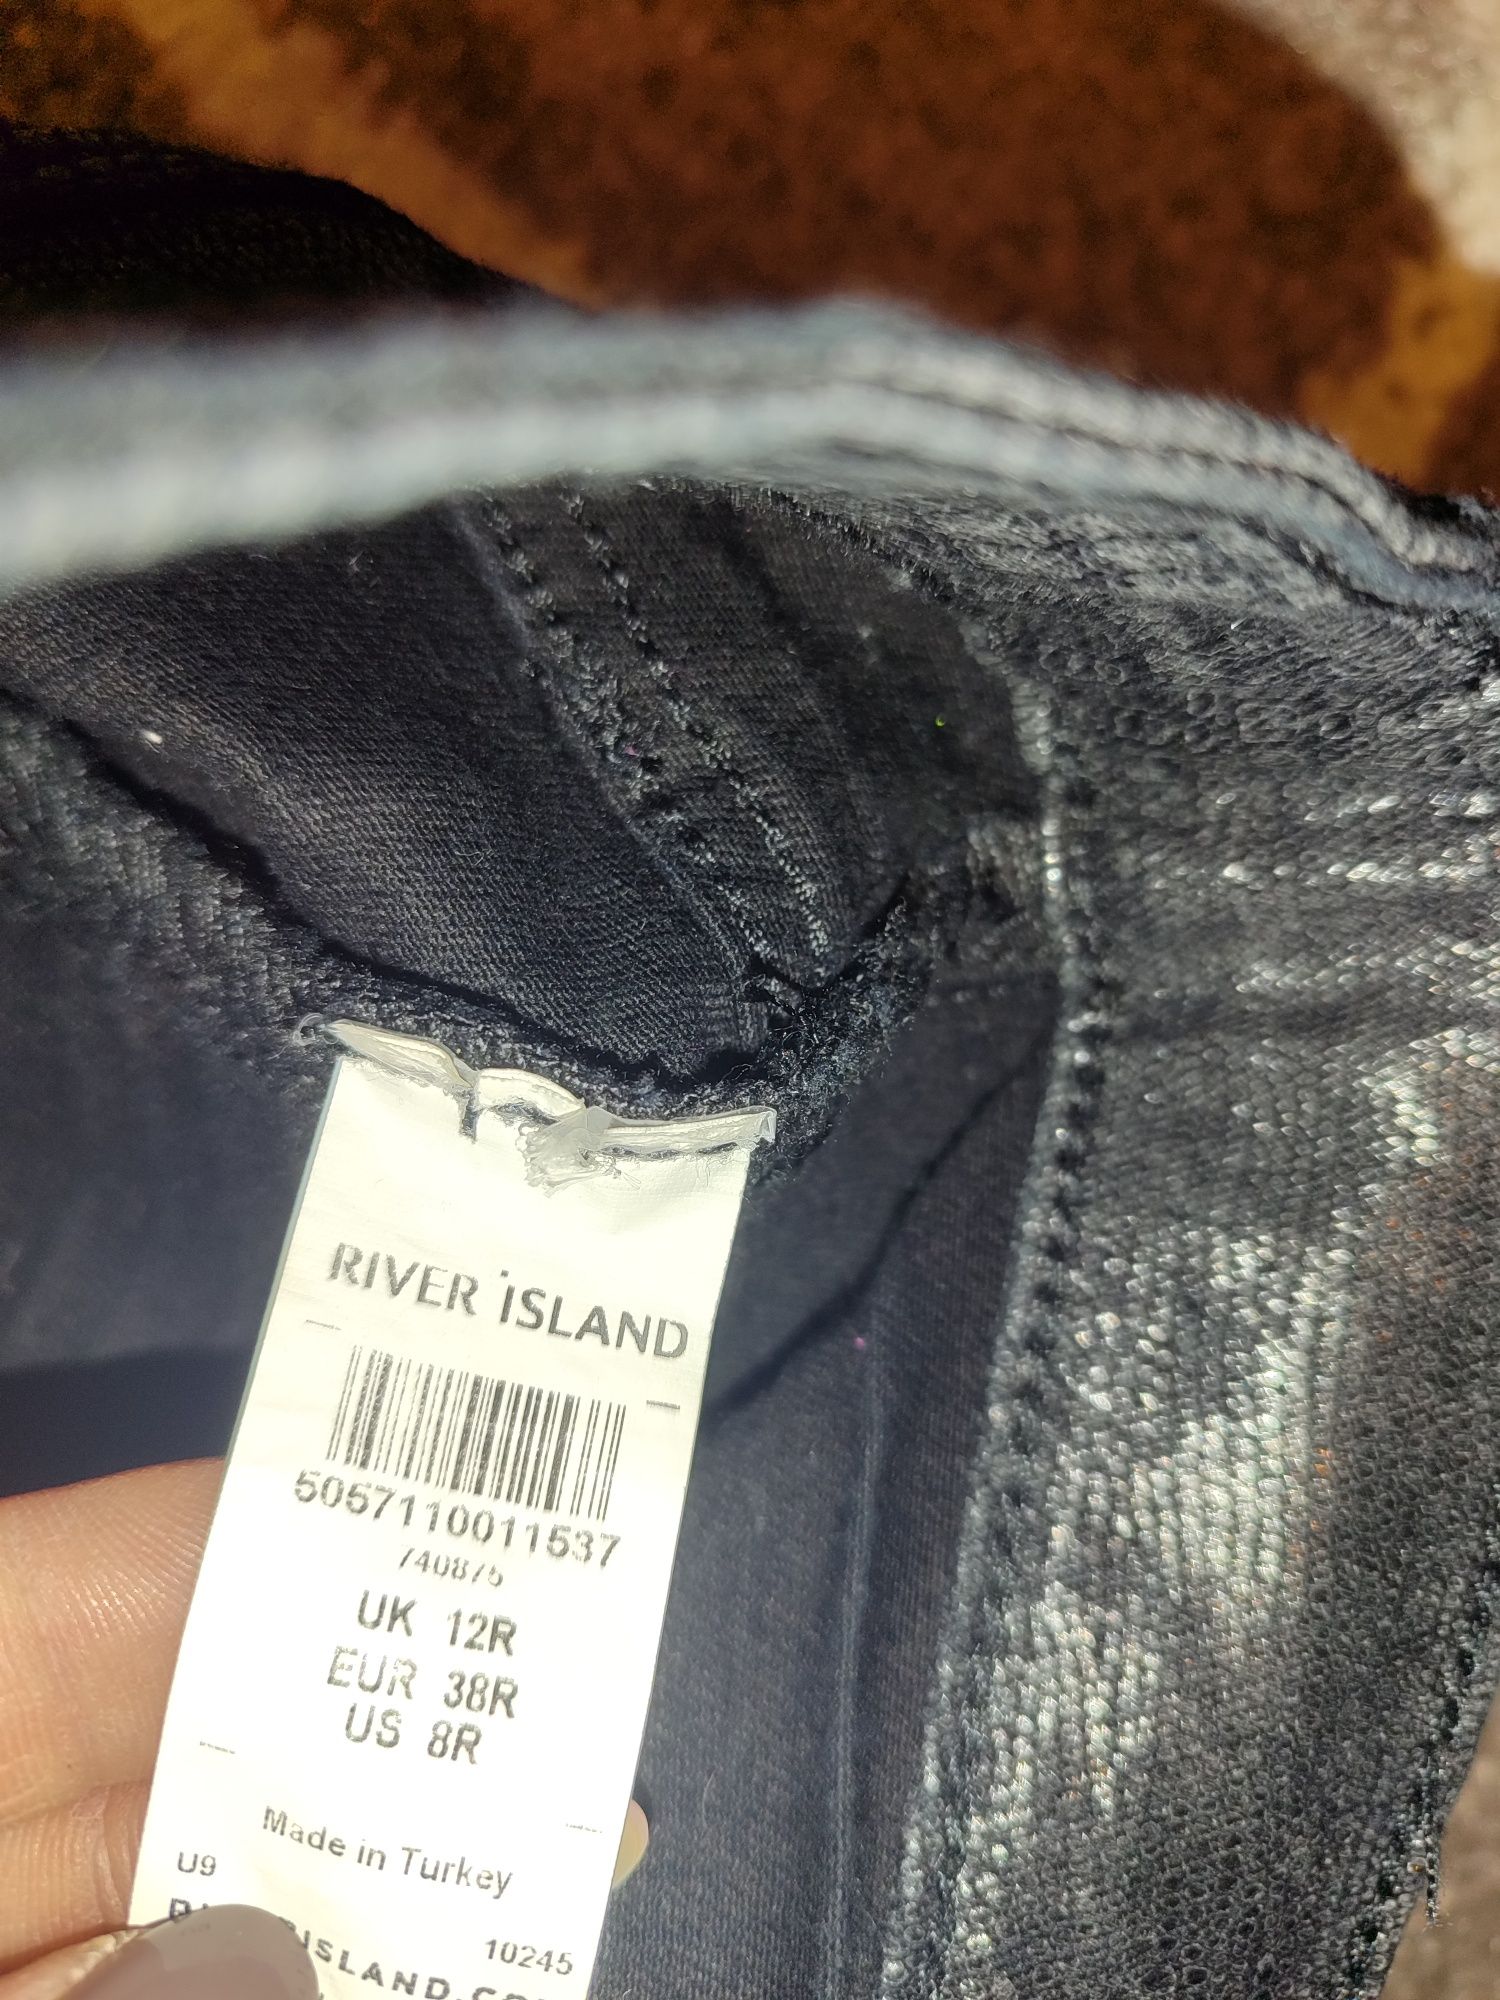 RIVER iSLAND
5057110011537
740875
UK 12R
EUR 38R
US 8R
Made in Turkey
U9
10245